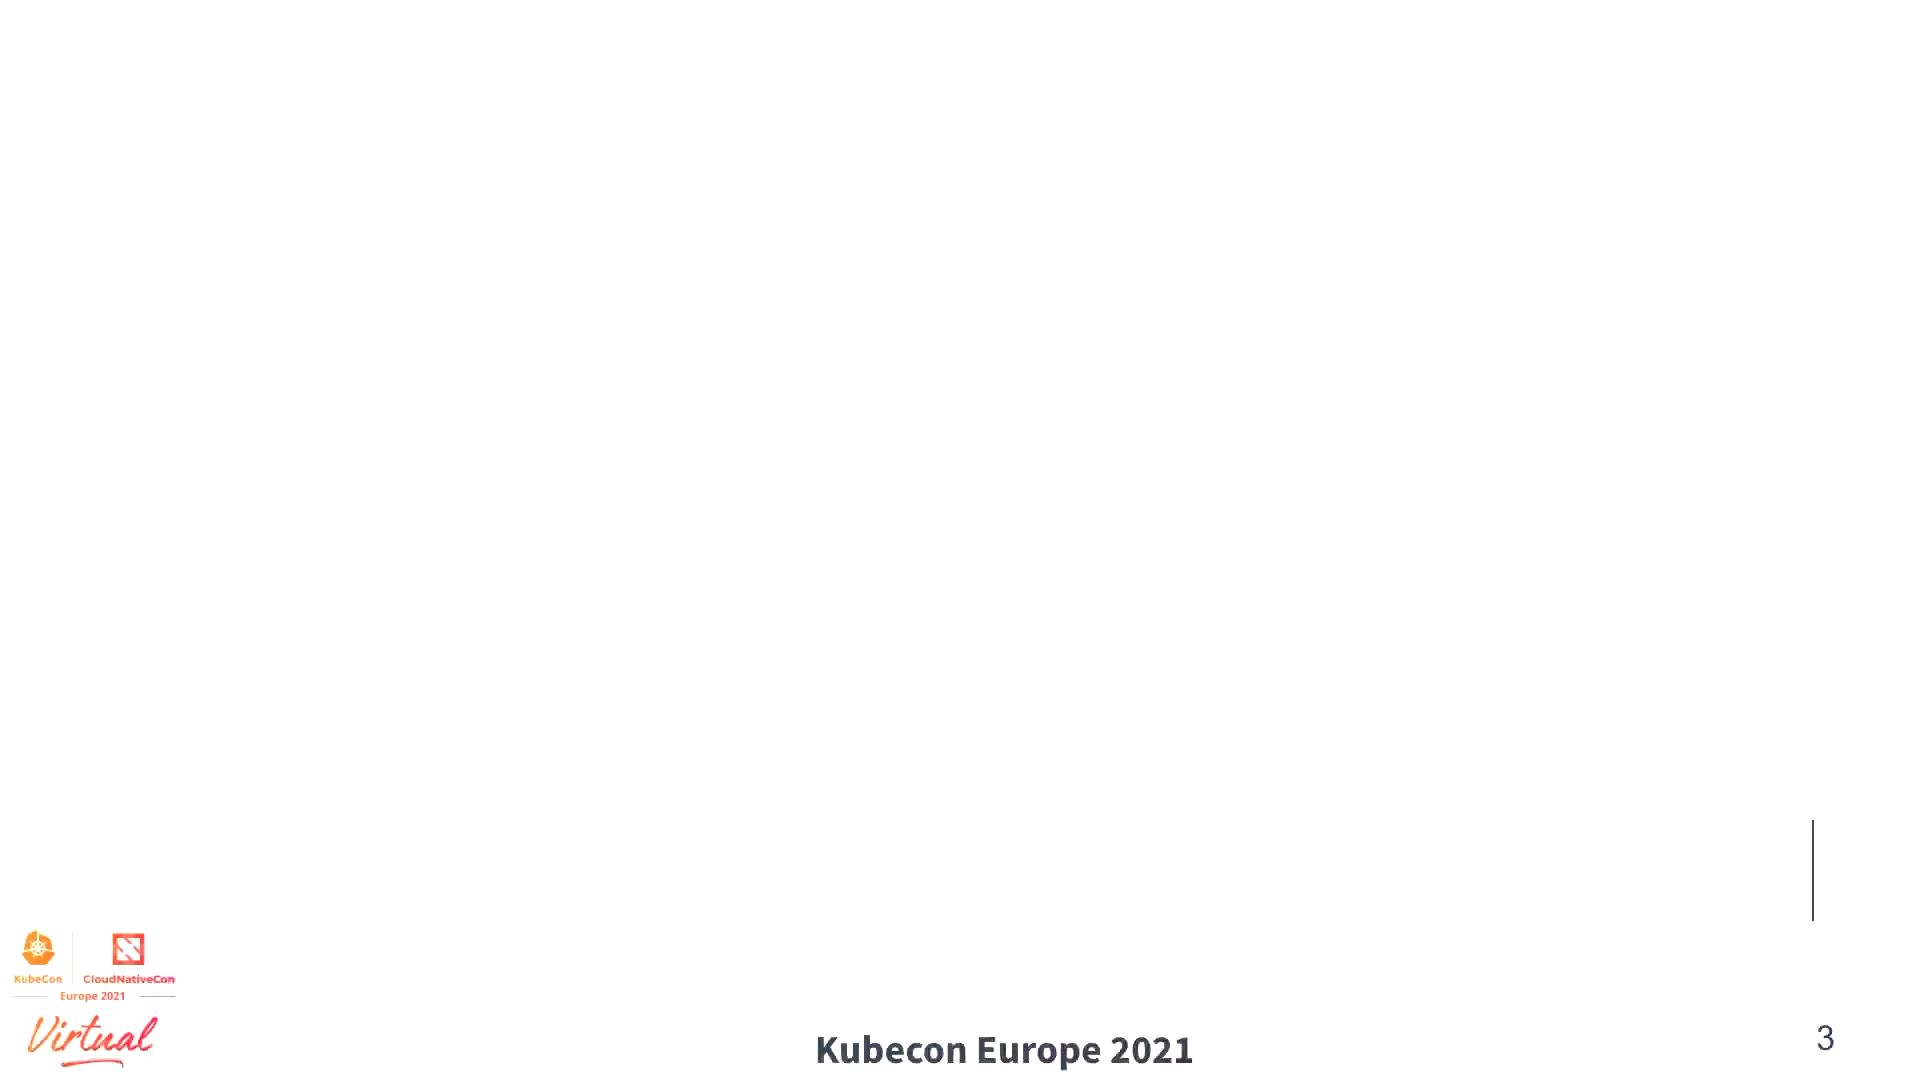 KubeCon
CloudNativeCon
Europe 2021
Virtual
Kubecon Europe 2021
3